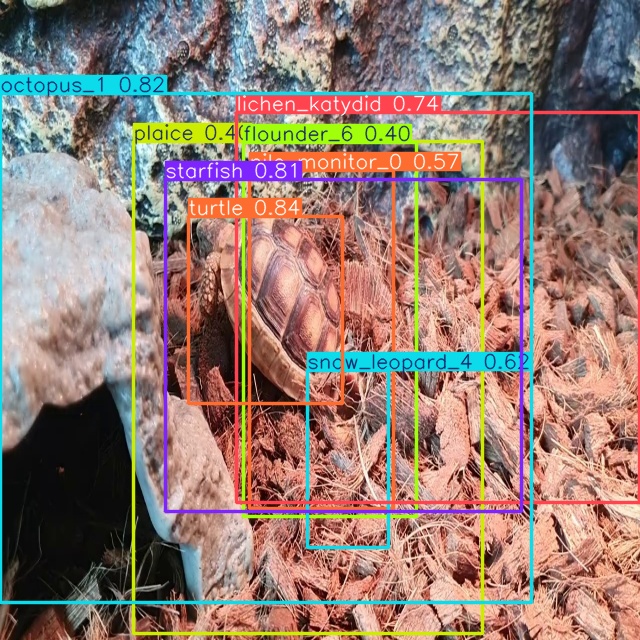 octopus_1 0.82
lichen_katydid 0.74
plaice 0.4
flounder_6 0.40
monitor_0 0.57
starfish 0.81
turtle 0.84
snow_leopard_4 0.62